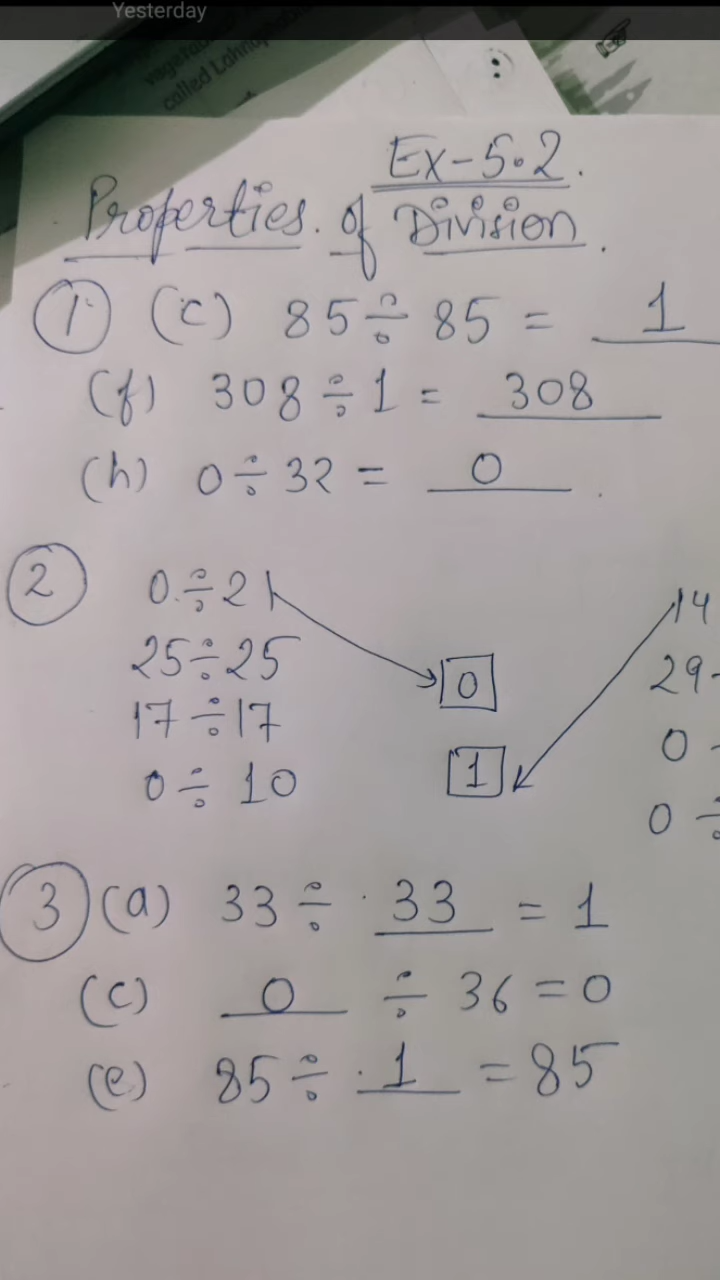 Yesterday
called
Ex-5.2.
Properties of Division.
1 (c) 85 ÷ 85 = 1
(f) 308 ÷ 1 = 308
(h) 0 ÷ 32 = 0.
2 0 ÷ 21 14
25 ÷ 25 0 29
17 ÷ 17 0
0 ÷ 10 1 0 ÷
3 (a) 33 ÷ 33 = 1
(c) 0 ÷ 36 = 0
(e) 85 ÷ 1 = 85